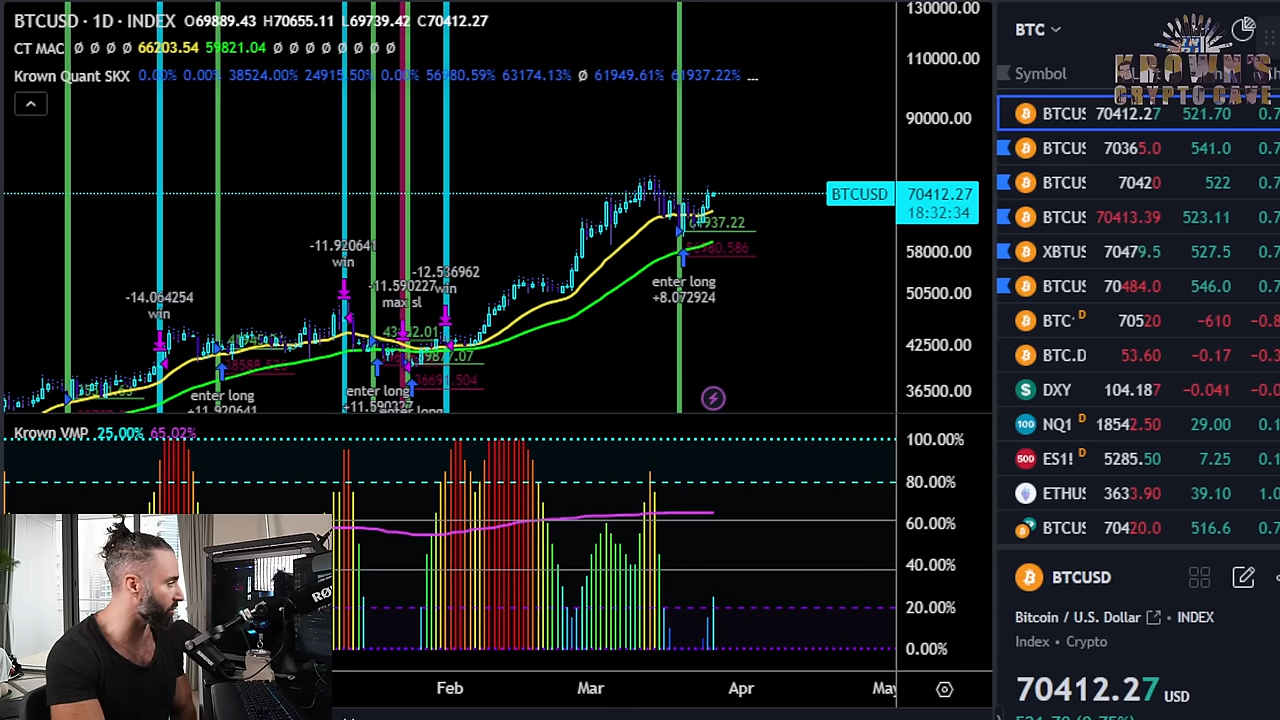 BTCUSD · 1D · INDEX O69889.43 H70655.11 L69739.42 C70412.27
CT MAC Ø Ø Ø Ø 66203.54 59821.04 Ø Ø Ø Ø Ø Ø Ø Ø
Krown Quant SKX 0.00% 0.00% 38524.00% 24915.50% 0.00% 56980.59% 63174.13% Ø 61949.61% 61937.22% ...
130000.00
110000.00
90000.00
BTCUSD 70412.27
18:32:34
58000.00
50500.00
42500.00
36500.00
-14.064254
win
-11.920641
win
-12.536962
win
-11.590227
max sl
61937.22
56980.586
enter long
+8.072924
36691.504
enter long
+11.920641
enter long
+11.590227
enter long
Krown VMP 25.00% 65.02%
100.00%
80.00%
60.00%
40.00%
20.00%
0.00%
Feb Mar Apr May
RØDE
BTC
KROWN'S
CRYPTO CAVE
Symbol
BTCUS 70412.27 521.70 0.7
BTCUS 70365.0 541.0 0.7
BTCUS 70420 522 0.7
BTCUS 70413.39 523.11 0.7
XBTUS 70479.5 527.5 0.7
BTCUS 70484.0 546.0 0.7
BTC' D 70520 -610 -0.8
BTC.D 53.60 -0.17 -0.3
DXY 104.187 -0.041 -0.0
NQ1 D 18542.50 29.00 0.1
ES1! D 5285.50 7.25 0.1
ETHUS 3633.90 39.10 1.0
BTCUS 70420.0 516.6 0.7
BTCUSD
Bitcoin / U.S. Dollar · INDEX
Index · Crypto
70412.27 USD